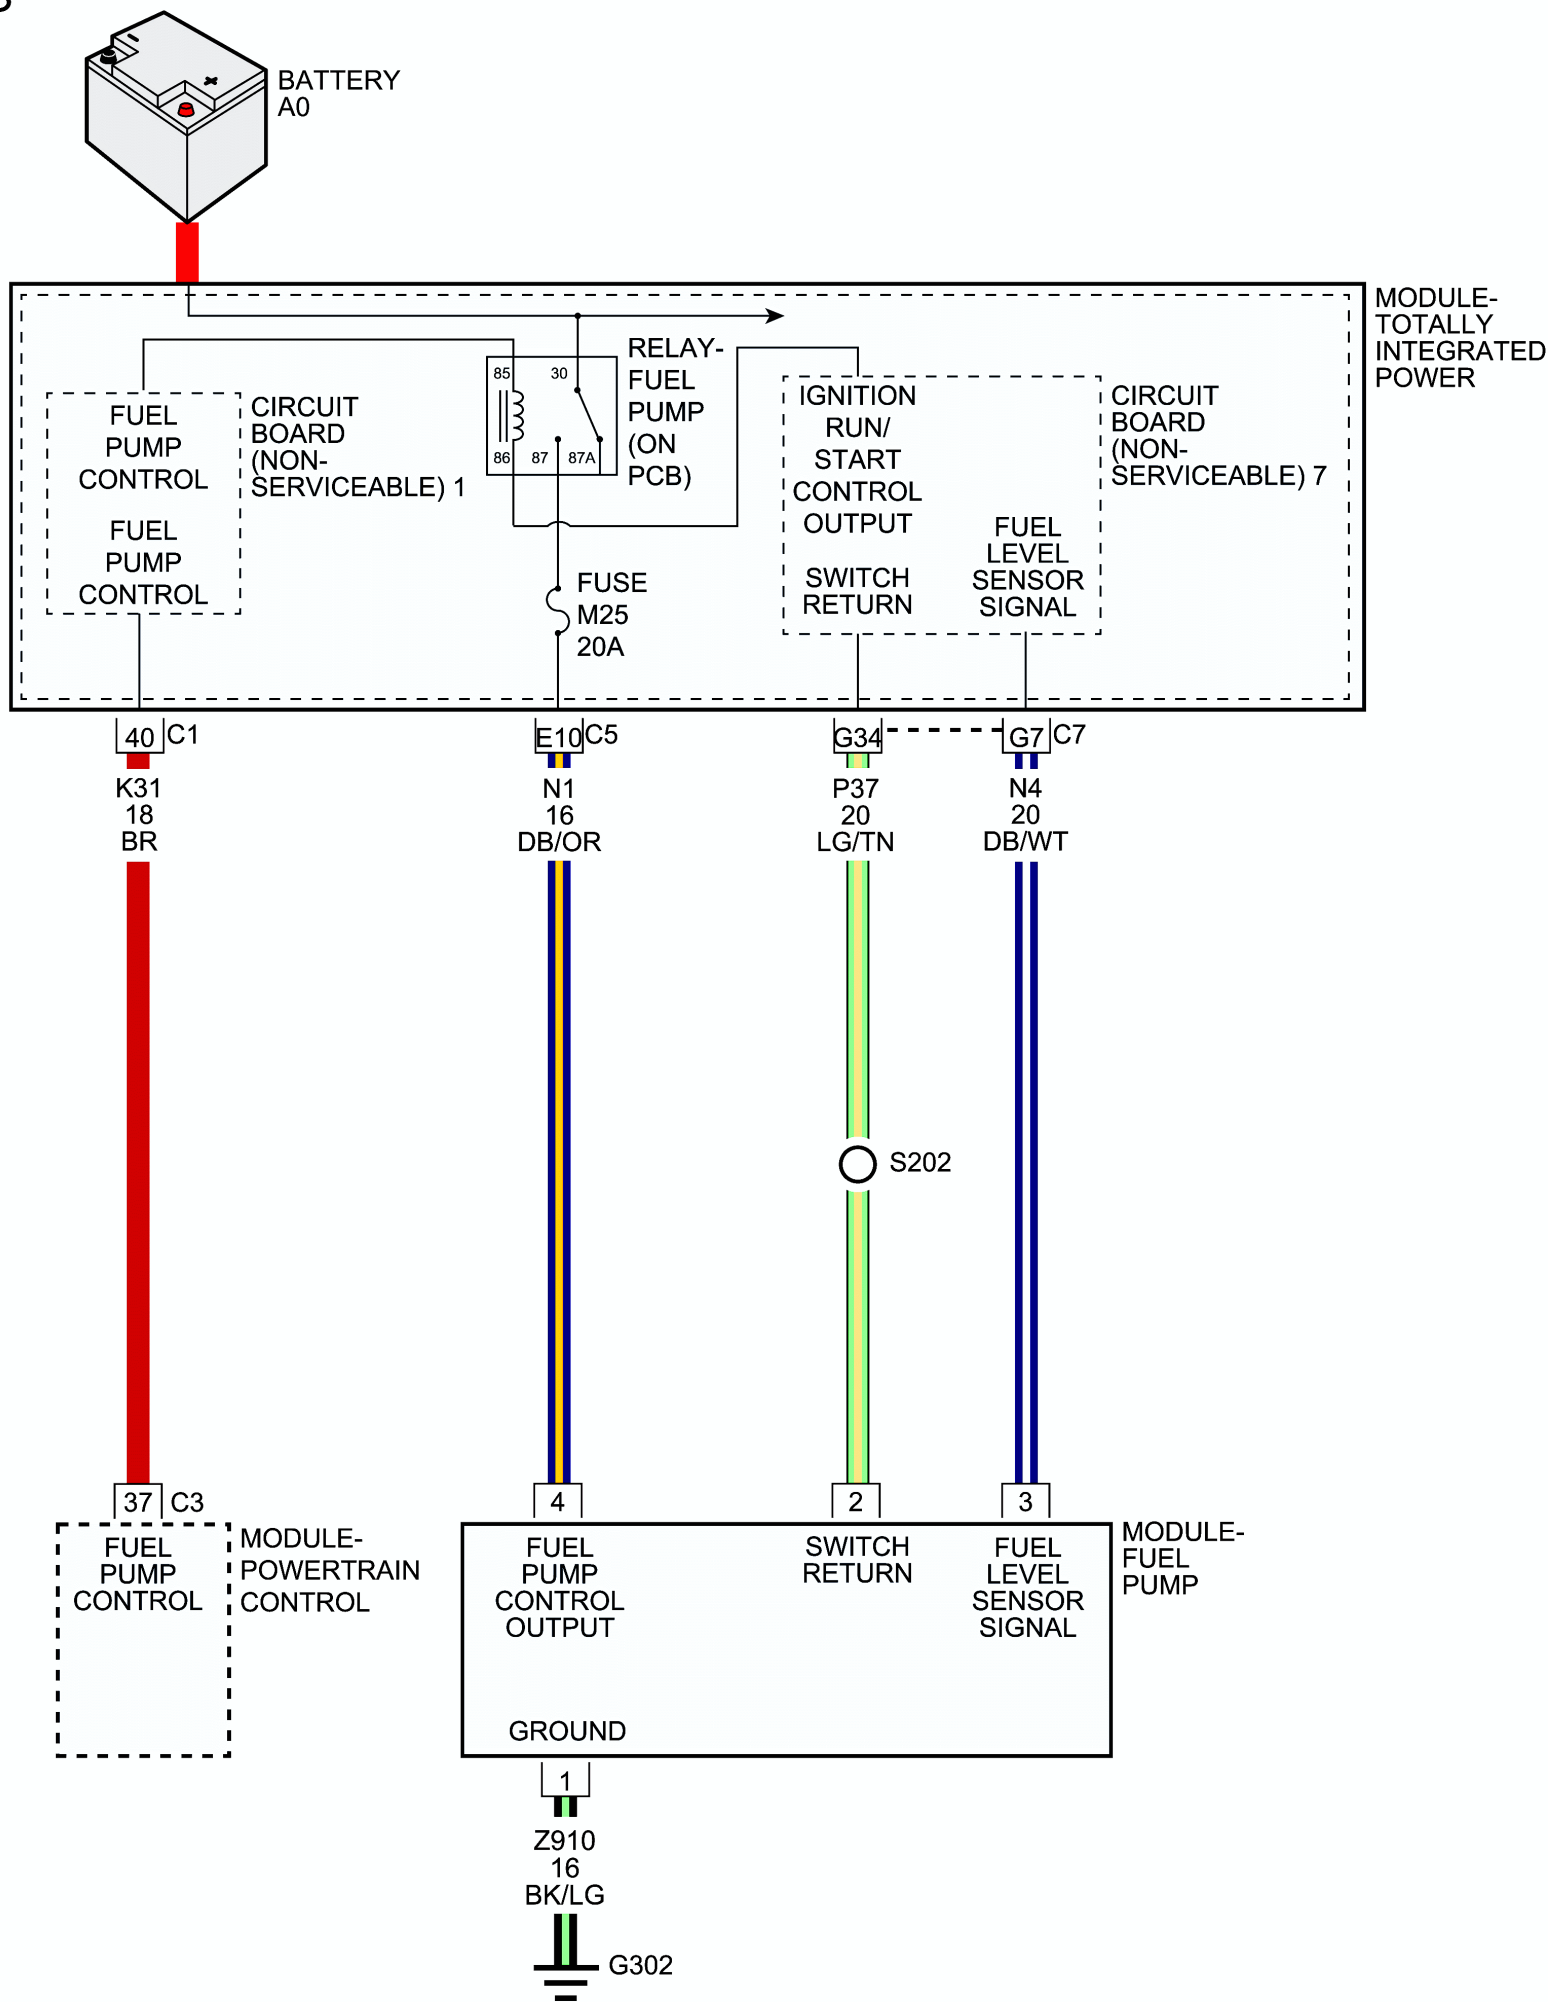 BATTERY
A0
MODULE-
TOTALLY
INTEGRATED
POWER
FUEL
PUMP
CONTROL
FUEL
PUMP
CONTROL
CIRCUIT
BOARD
(NON-
SERVICEABLE) 1
85
30
86
87
87A
RELAY-
FUEL
PUMP
(ON
PCB)
FUSE
M25
20A
IGNITION
RUN/
START
CONTROL
OUTPUT
SWITCH
RETURN
FUEL
LEVEL
SENSOR
SIGNAL
CIRCUIT
BOARD
(NON-
SERVICEABLE) 7
40
C1
K31
18
BR
E10
C5
N1
16
DB/OR
G34
P37
20
LG/TN
G7
C7
N4
20
DB/WT
S202
37
C3
FUEL
PUMP
CONTROL
MODULE-
POWERTRAIN
CONTROL
4
FUEL
PUMP
CONTROL
OUTPUT
2
SWITCH
RETURN
3
FUEL
LEVEL
SENSOR
SIGNAL
MODULE-
FUEL
PUMP
GROUND
1
Z910
16
BK/LG
G302